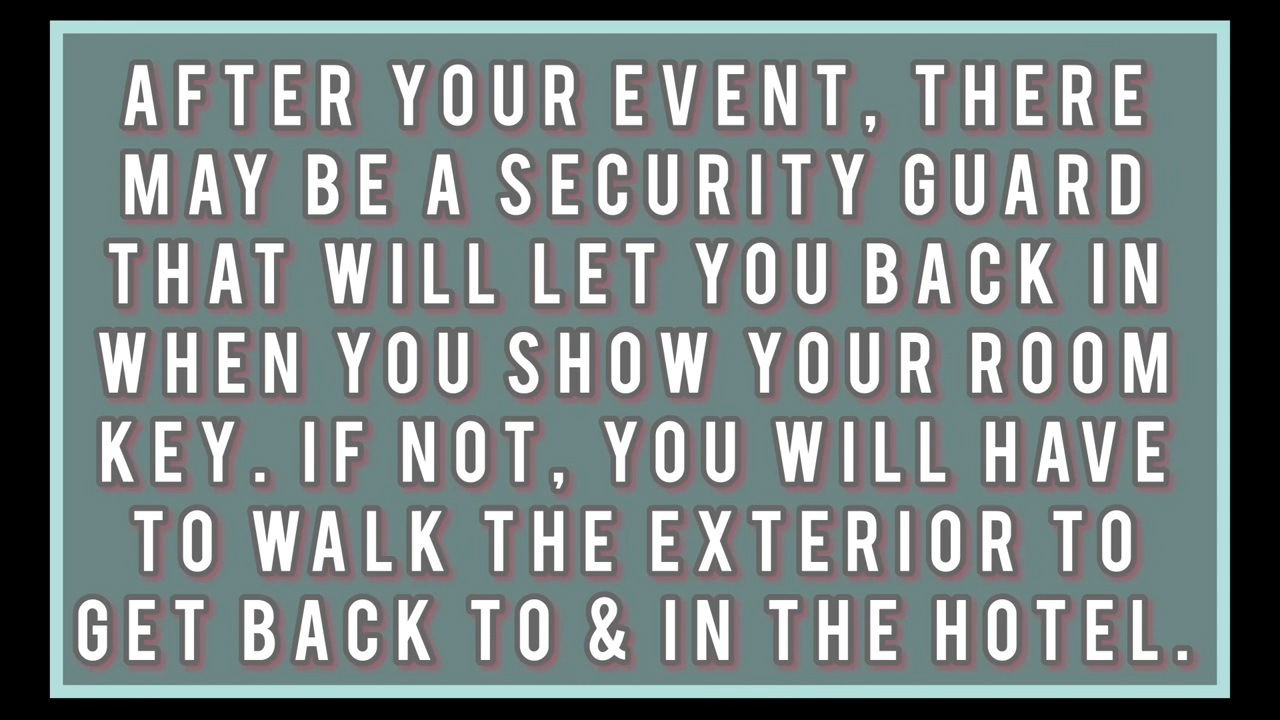 AFTER YOUR EVENT, THERE
MAY BE A SECURITY GUARD
THAT WILL LET YOU BACK IN
WHEN YOU SHOW YOUR ROOM
KEY. IF NOT, YOU WILL HAVE
TO WALK THE EXTERIOR TO
GET BACK TO & IN THE HOTEL.